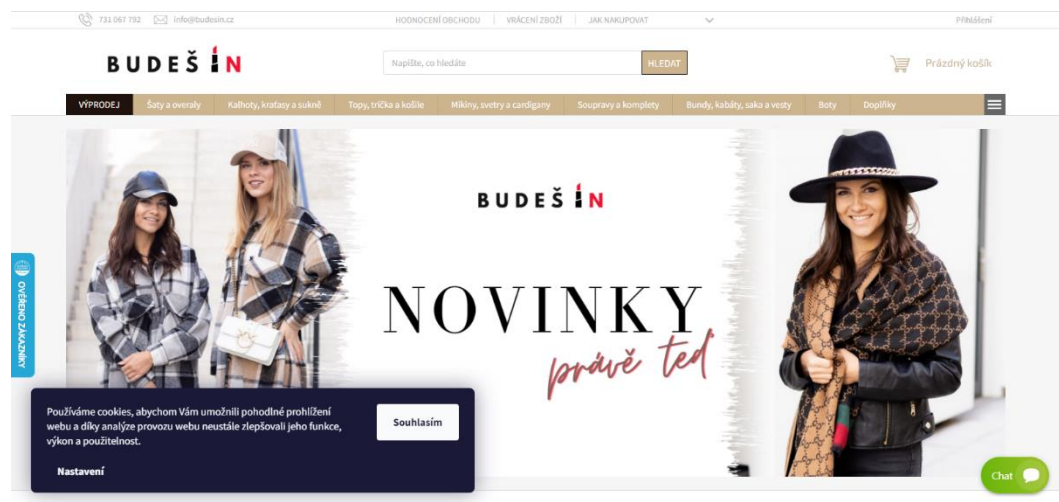 731 067 792 info@budesin.cz HODNOCENÍ OBCHODU VRÁCENÍ ZBOŽÍ JAK NAKUPOVAT Přihlášení
BUDEŠ IN
Napište, co hledáte HLEDAT
Prázdný košík
VÝPRODEJ Šaty a overaly Kalhoty, kraťasy a sukně Topy, trička a košile Mikiny, svetry a cardigany Soupravy a komplety Bundy, kabáty, saka a vesty Boty Doplňky
BUDEŠ IN
NOVINKY
právě teď
OVĚŘENO ZÁKAZNÍKY
Používáme cookies, abychom Vám umožnili pohodlné prohlížení
webu a díky analýze provozu webu neustále zlepšovali jeho funkce,
výkon a použitelnost.
Souhlasím
Nastavení
Chat